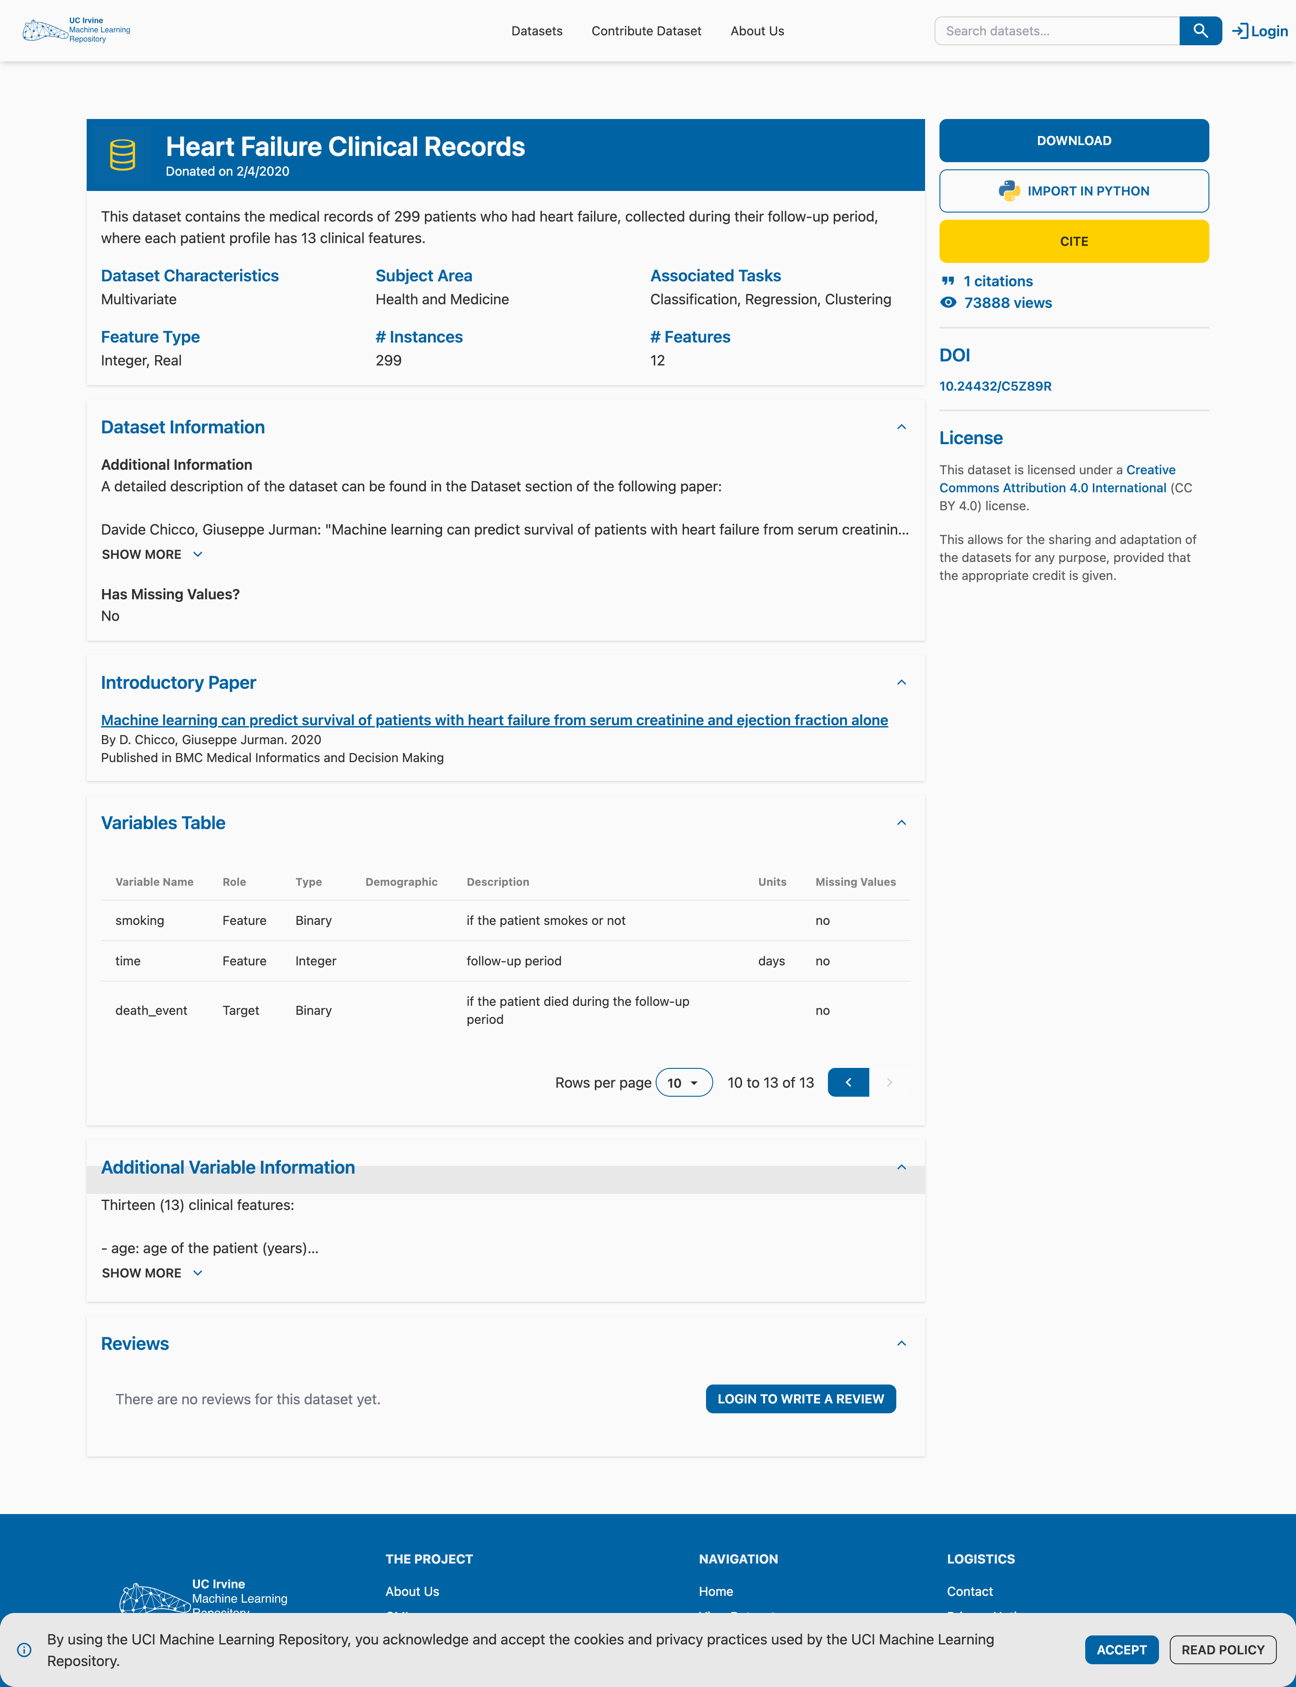 UC Irvine
Machine Learning
Repository
Datasets
Contribute Dataset
About Us
Search datasets...
Login
Heart Failure Clinical Records
Donated on 2/4/2020
This dataset contains the medical records of 299 patients who had heart failure, collected during their follow-up period,
where each patient profile has 13 clinical features.
Dataset Characteristics
Multivariate
Subject Area
Health and Medicine
Associated Tasks
Classification, Regression, Clustering
Feature Type
Integer, Real
# Instances
299
# Features
12
DOWNLOAD
IMPORT IN PYTHON
CITE
1 citations
73888 views
DOI
10.24432/C5Z89R
License
This dataset is licensed under a Creative
Commons Attribution 4.0 International (CC
BY 4.0) license.
This allows for the sharing and adaptation of
the datasets for any purpose, provided that
the appropriate credit is given.
Dataset Information
Additional Information
A detailed description of the dataset can be found in the Dataset section of the following paper:
Davide Chicco, Giuseppe Jurman: "Machine learning can predict survival of patients with heart failure from serum creatinin...
SHOW MORE
Has Missing Values?
No
Introductory Paper
Machine learning can predict survival of patients with heart failure from serum creatinine and ejection fraction alone
By D. Chicco, Giuseppe Jurman. 2020
Published in BMC Medical Informatics and Decision Making
Variables Table
Variable Name Role Type Demographic Description Units Missing Values
smoking Feature Binary if the patient smokes or not no
time Feature Integer follow-up period days no
death_event Target Binary if the patient died during the follow-up
period no
Rows per page 10 10 to 13 of 13
Additional Variable Information
Thirteen (13) clinical features:
- age: age of the patient (years)...
SHOW MORE
Reviews
There are no reviews for this dataset yet.
LOGIN TO WRITE A REVIEW
UC Irvine
Machine Learning
Repository
THE PROJECT
About Us
NAVIGATION
Home
LOGISTICS
Contact
By using the UCI Machine Learning Repository, you acknowledge and accept the cookies and privacy practices used by the UCI Machine Learning
Repository.
ACCEPT
READ POLICY